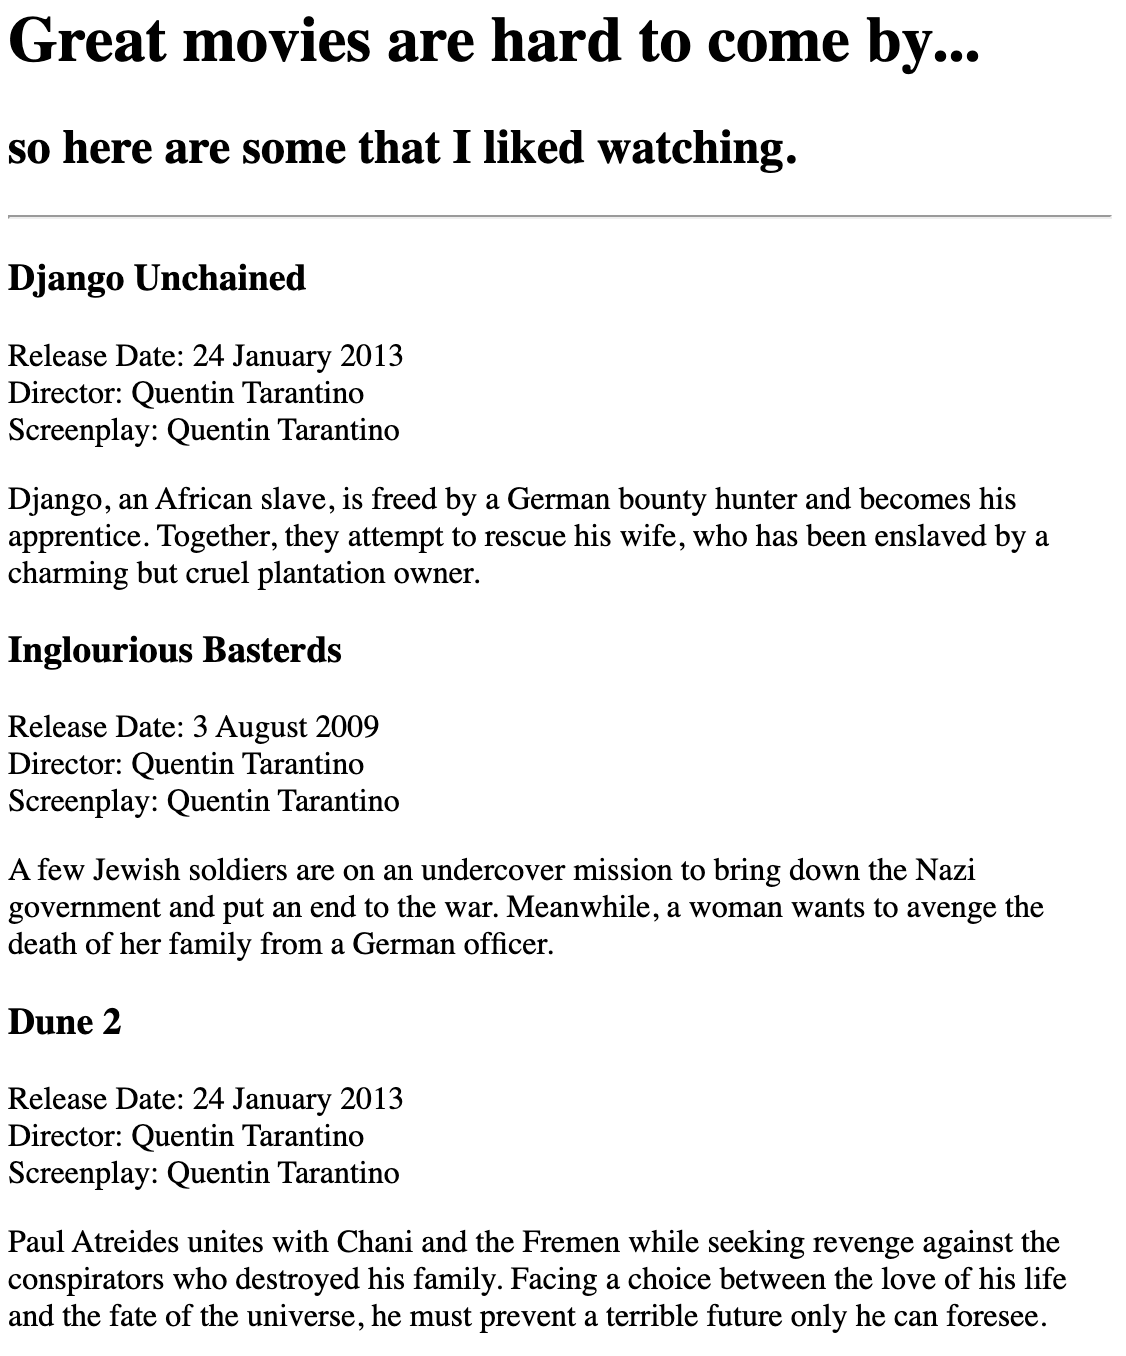 Great movies are hard to come by...
so here are some that I liked watching.
Django Unchained
Release Date: 24 January 2013
Director: Quentin Tarantino
Screenplay: Quentin Tarantino
Django, an African slave, is freed by a German bounty hunter and becomes his
apprentice. Together, they attempt to rescue his wife, who has been enslaved by a
charming but cruel plantation owner.
Inglourious Basterds
Release Date: 3 August 2009
Director: Quentin Tarantino
Screenplay: Quentin Tarantino
A few Jewish soldiers are on an undercover mission to bring down the Nazi
government and put an end to the war. Meanwhile, a woman wants to avenge the
death of her family from a German officer.
Dune 2
Release Date: 24 January 2013
Director: Quentin Tarantino
Screenplay: Quentin Tarantino
Paul Atreides unites with Chani and the Fremen while seeking revenge against the
conspirators who destroyed his family. Facing a choice between the love of his life
and the fate of the universe, he must prevent a terrible future only he can foresee.